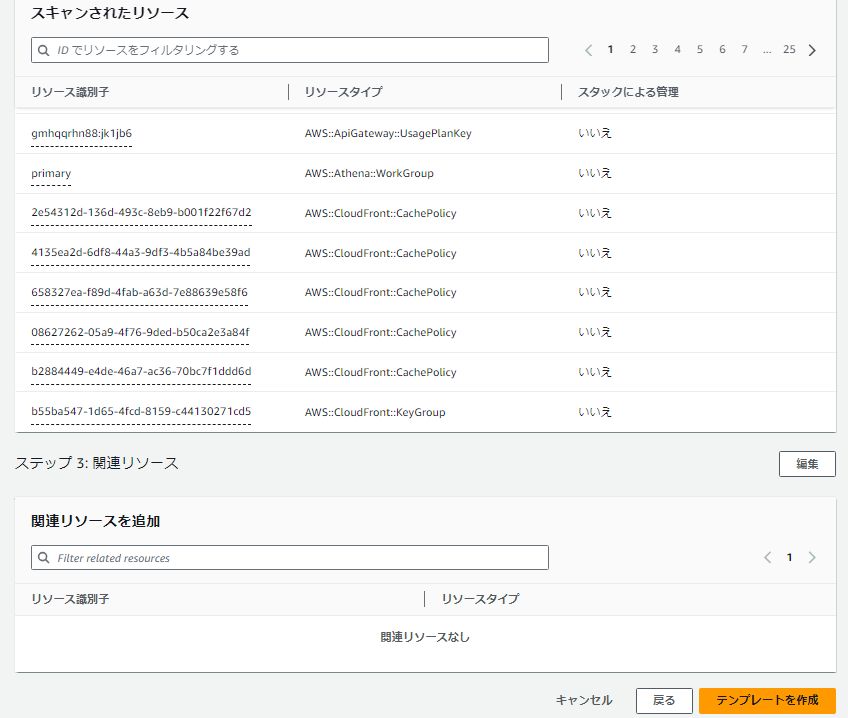 スキャンされたリソース
ID でリソースをフィルタリングする
1 2 3 4 5 6 7 ... 25
リソース識別子 リソースタイプ スタックによる管理
gmhqqrhn88:jk1jb6 AWS::ApiGateway::UsagePlanKey いいえ
primary AWS::Athena::WorkGroup いいえ
2e54312d-136d-493c-8eb9-b001f22f67d2 AWS::CloudFront::CachePolicy いいえ
4135ea2d-6df8-44a3-9df3-4b5a84be39ad AWS::CloudFront::CachePolicy いいえ
658327ea-f89d-4fab-a63d-7e88639e58f6 AWS::CloudFront::CachePolicy いいえ
08627262-05a9-4f76-9ded-b50ca2e3a84f AWS::CloudFront::CachePolicy いいえ
b2884449-e4de-46a7-ac36-70bc7f1ddd6d AWS::CloudFront::CachePolicy いいえ
b55ba547-1d65-4fcd-8159-c44130271cd5 AWS::CloudFront::KeyGroup いいえ
ステップ 3: 関連リソース 編集
関連リソースを追加
Filter related resources 1
リソース識別子 リソースタイプ
関連リソースなし
キャンセル 戻る テンプレートを作成